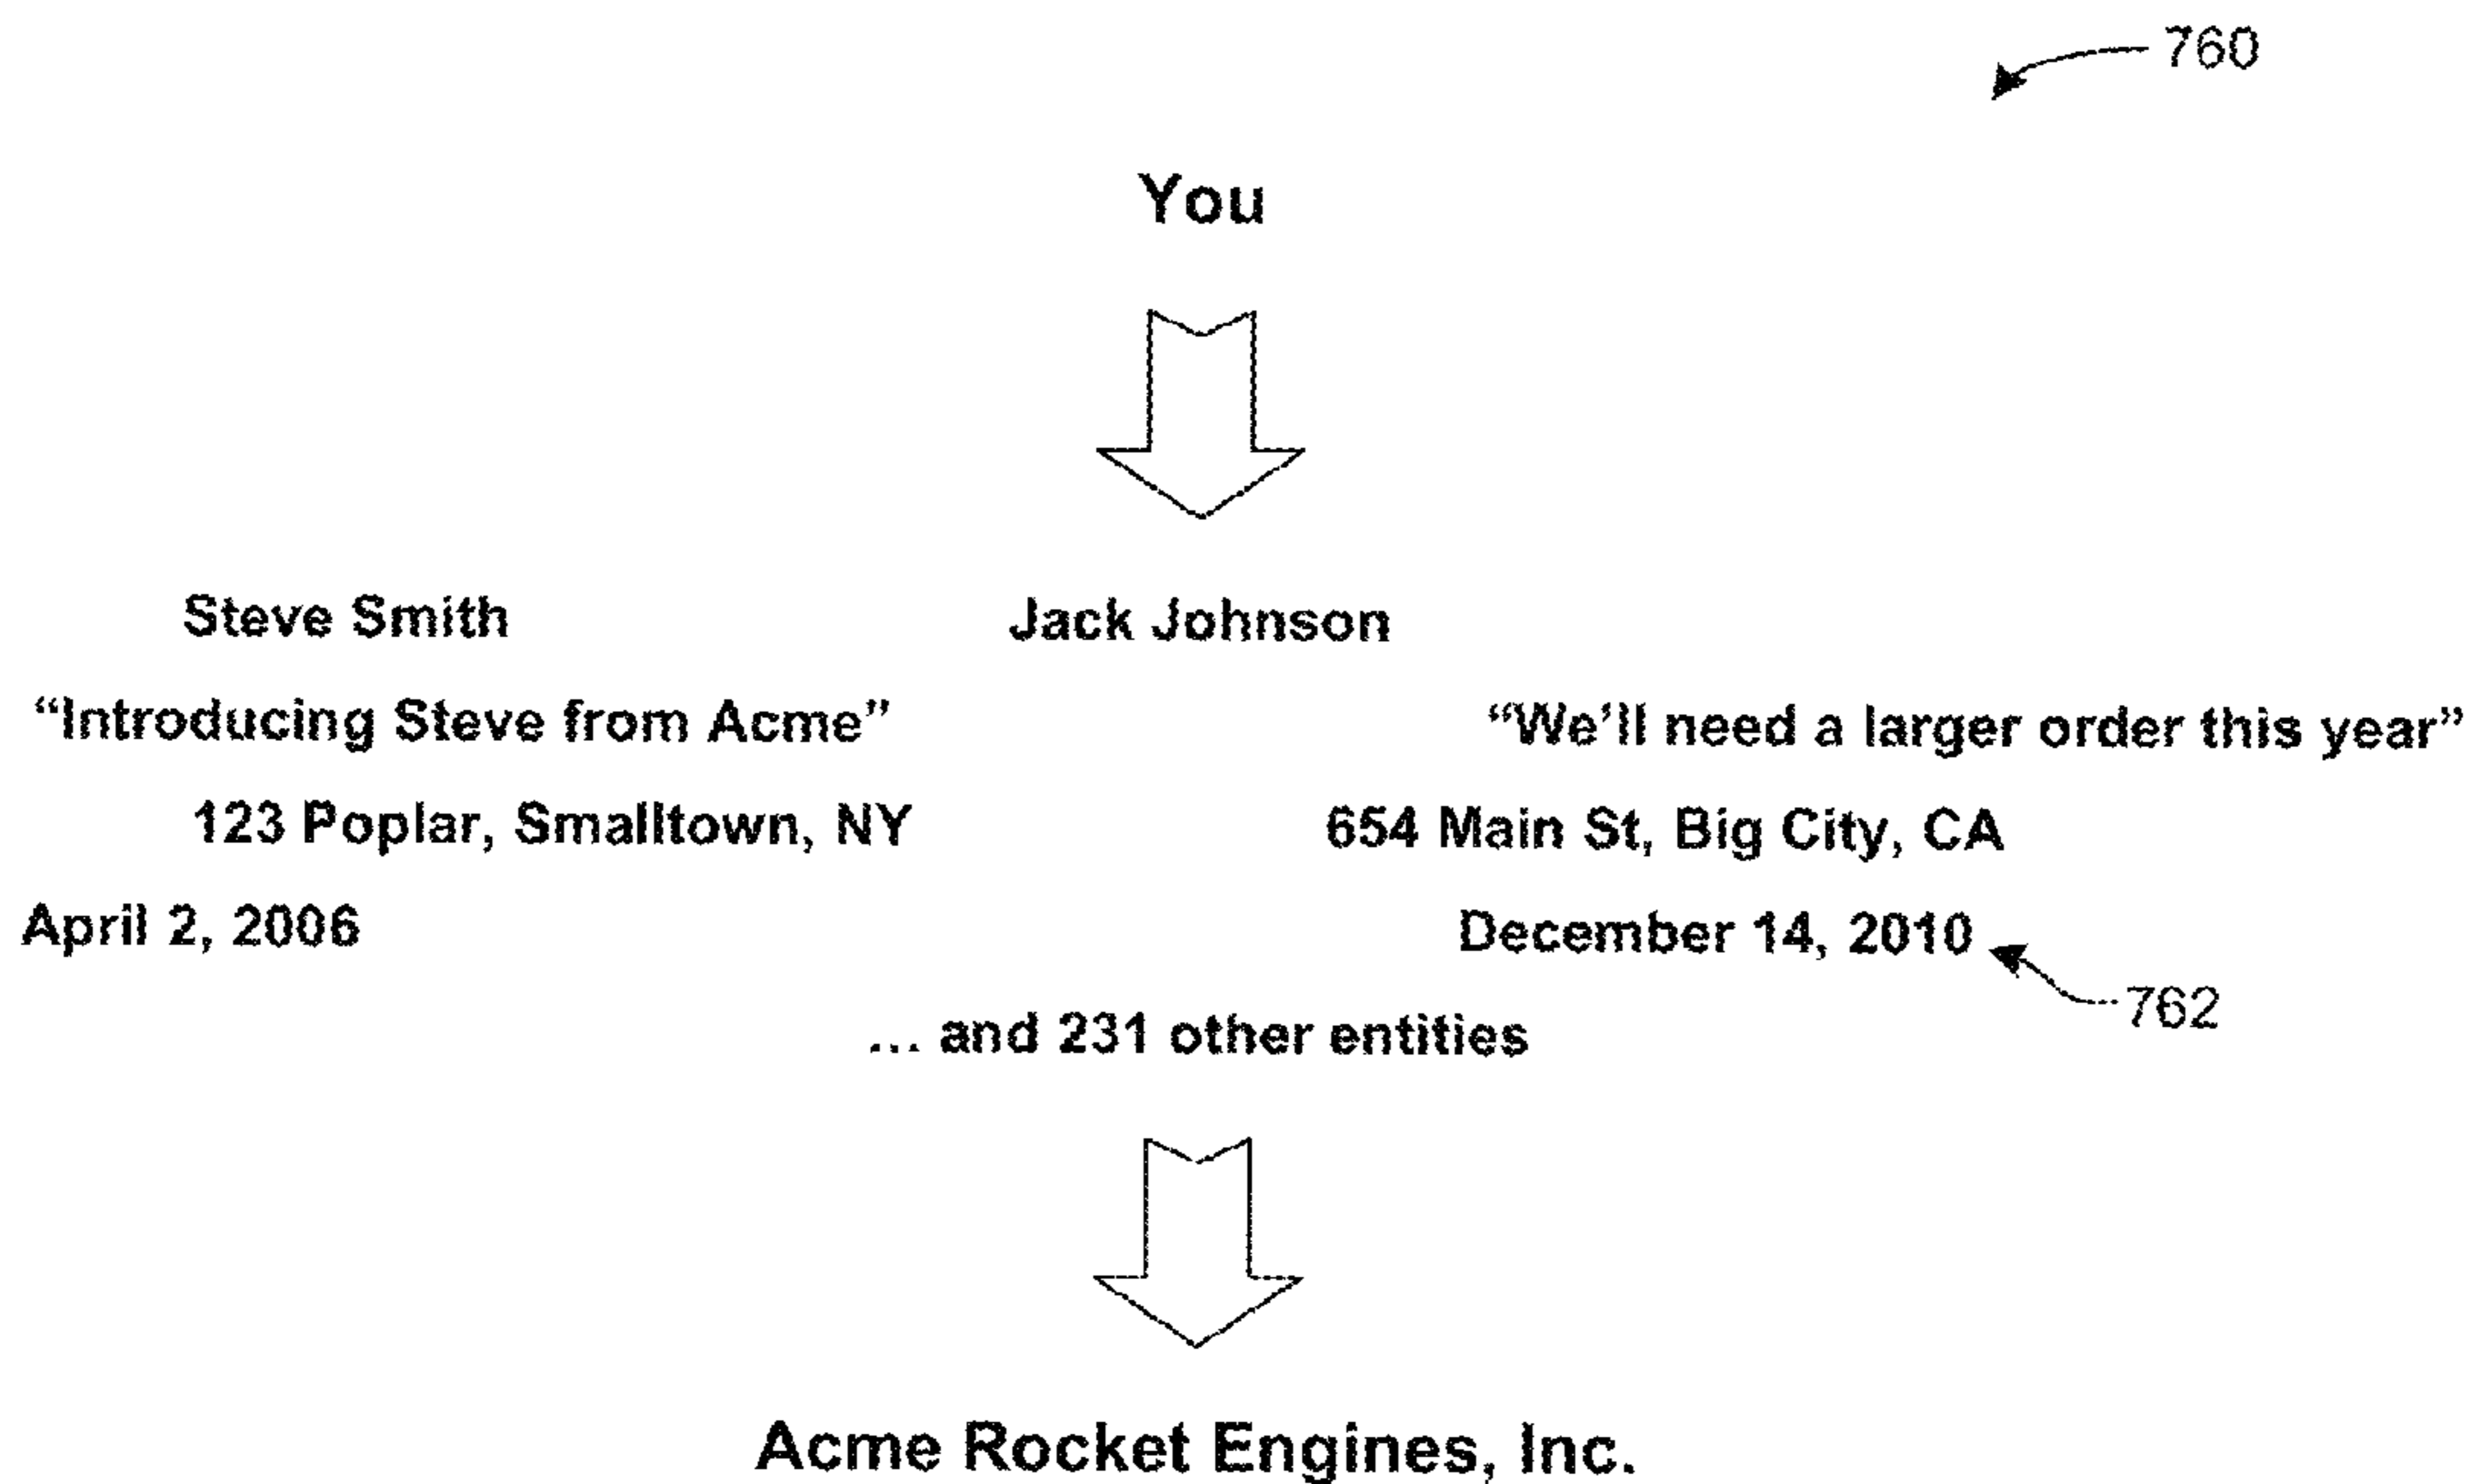 760
You
Steve Smith Jack Johnson
“Introducing Steve from Acme” “We’ll need a larger order this year”
123 Poplar, Smalltown, NY 654 Main St, Big City, CA
April 2, 2006 December 14, 2010
762
... and 231 other entities
Acme Rocket Engines, Inc.